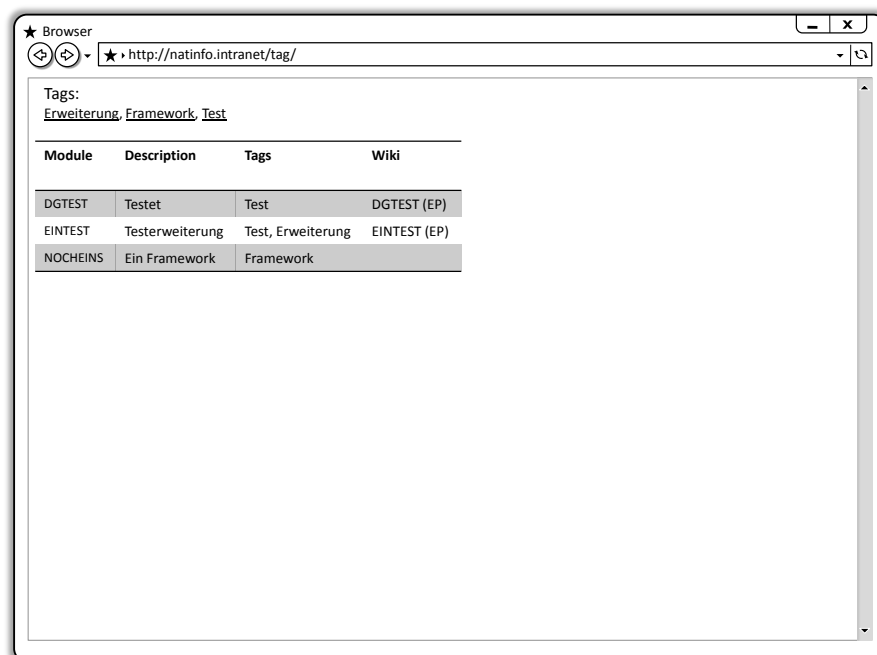 Browser
http://natinfo.intranet/tag/
Tags:
Erweiterung, Framework, Test
Module Description Tags Wiki
DGTEST Testet Test DGTEST (EP)
EINTEST Testerweiterung Test, Erweiterung EINTEST (EP)
NOCHEINS Ein Framework Framework